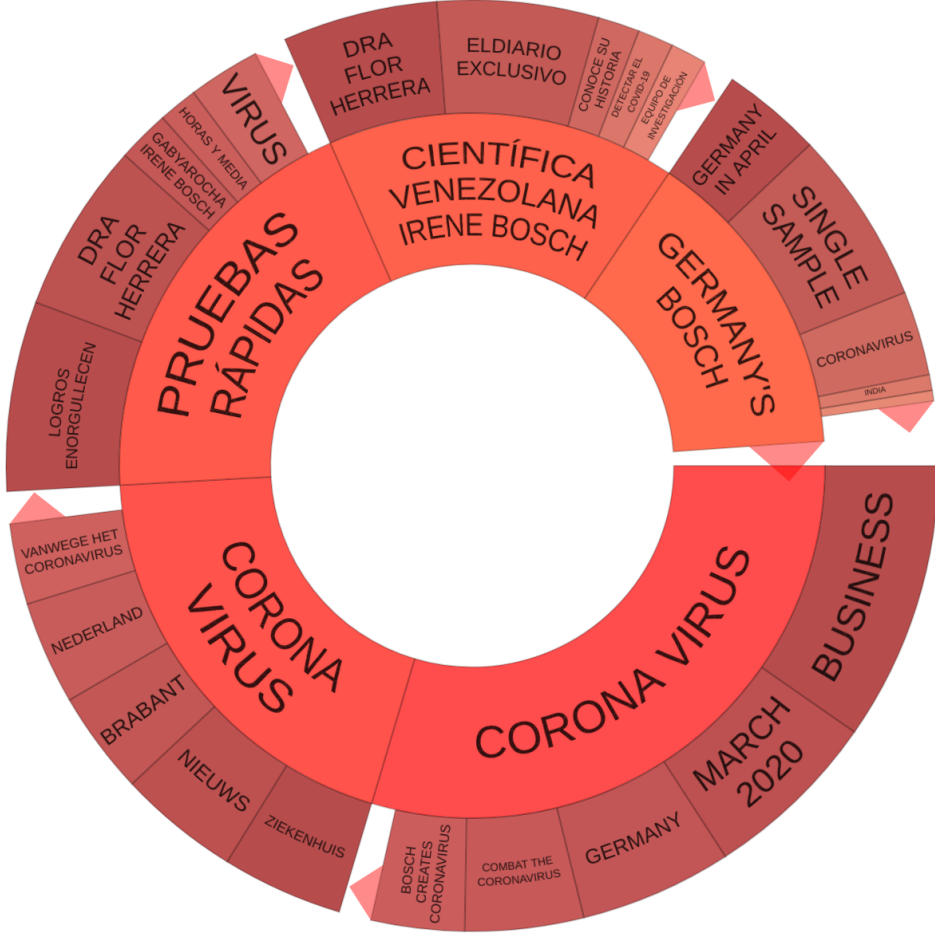 DRA
FLOR
HERRERA
ELDIARIO
EXCLUSIVO
CONOCE SU
HISTORIA
DETECTAR EL
COVID-19
EQUIPO DE
INVESTIGACIÓN
CIENTÍFICA
VENEZOLANA
IRENE BOSCH
GERMANY
IN APRIL
SINGLE
SAMPLE
CORONAVIRUS
INDIA
GERMANY'S
BOSCH
BUSINESS
MARCH
2020
GERMANY
COMBAT THE
CORONAVIRUS
BOSCH
CREATES
CORONAVIRUS
CORONA VIRUS
ZIEKENHUIS
NIEUWS
BRABANT
NEDERLAND
VANWEGE HET
CORONAVIRUS
CORONA
VIRUS
LOGROS
ENORGULLECEN
DRA
FLOR
HERRERA
GABYAROCHA
IRENE BOSCH
HORAS Y MEDIA
VIRUS
PRUEBAS
RÁPIDAS